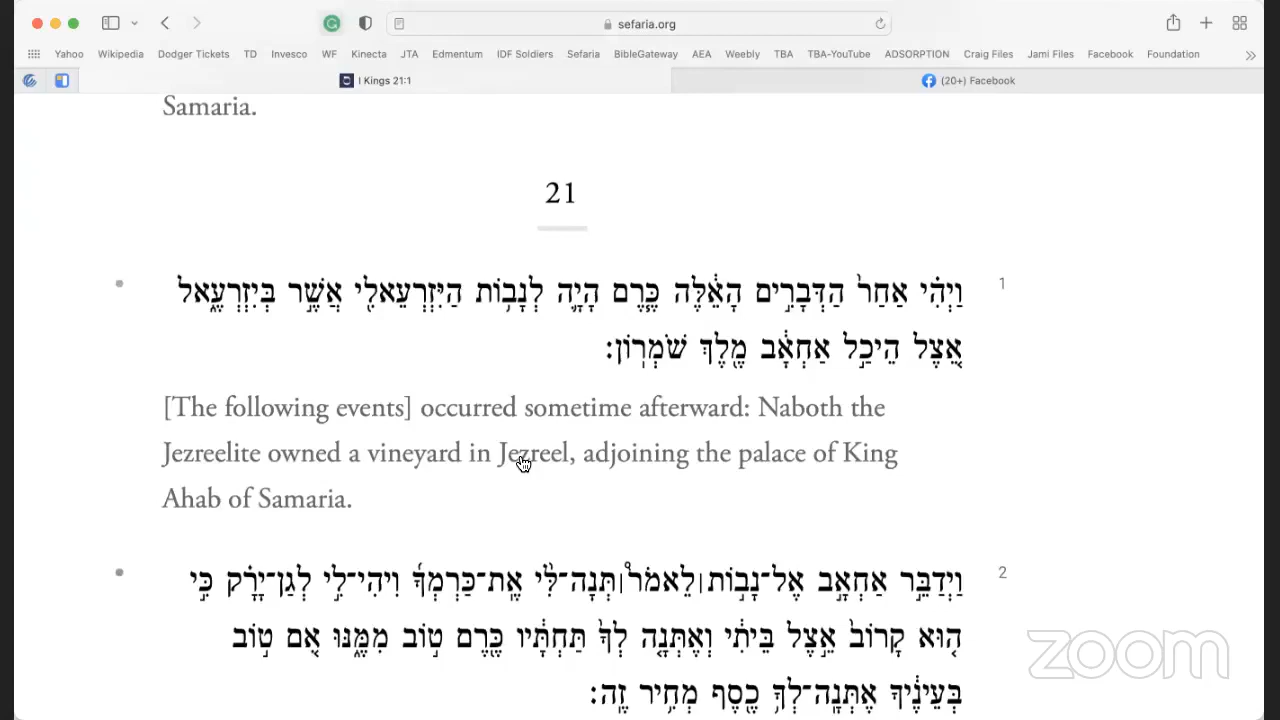 sefaria.org
Yahoo Wikipedia Dodger Tickets TD Invesco WF Kinecta JTA Edmentum IDF Soldiers Sefaria BibleGateway AEA Weebly TBA TBA-YouTube ADSORPTION Craig Files Jami Files Facebook Foundation
I Kings 21:1 (20+) Facebook
Samaria.
21
1 וַיְהִ֗י אַחַר֙ הַדְּבָרִ֣ים הָאֵ֔לֶּה כֶּ֧רֶם הָיָ֛ה לְנָב֥וֹת הַיִּזְרְעֵאלִ֖י אֲשֶׁ֣ר בְּיִזְרְעֶ֑אל
אֵ֚צֶל הֵיכַ֣ל אַחְאָ֔ב מֶ֖לֶךְ שֹׁמְרֽוֹן׃
[The following events] occurred sometime afterward: Naboth the
Jezreelite owned a vineyard in Jezreel, adjoining the palace of King
Ahab of Samaria.
2 וַיְדַבֵּ֣ר אַחְאָ֣ב אֶל־נָב֣וֹת ׀ לֵאמֹר֩ ׀ תְּנָה־לִּ֨י אֶֽת־כַּרְמְךָ֜ וִיהִי־לִ֣י לְגַן־יָרָ֗ק כִּ֣י
ה֤וּא קָרוֹב֙ אֵ֣צֶל בֵּיתִ֔י וְאֶתְּנָ֤ה לְךָ֙ תַּחְתָּ֔יו כֶּ֖רֶם ט֣וֹב מִמֶּ֑נּוּ אִ֚ם ט֣וֹב
בְּעֵינֶ֔יךָ אֶתְּנָה־לְךָ֥ כֶ֖סֶף מְחִ֥יר זֶֽה׃
zoom